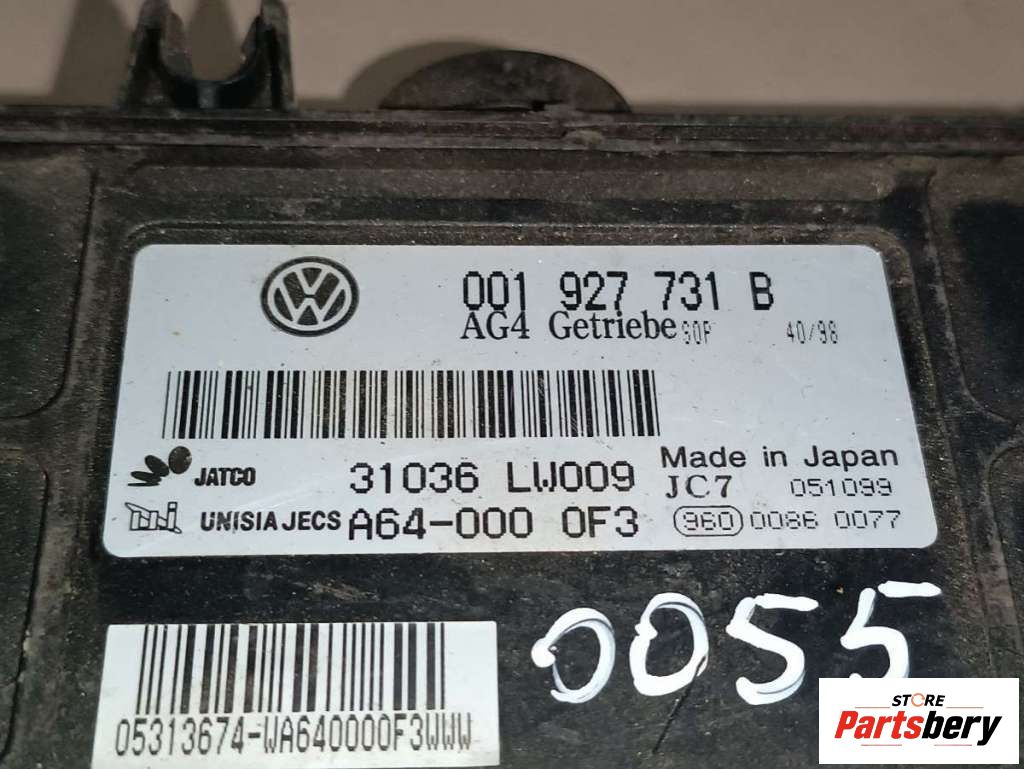 001 927 731 B
AG4 Getriebe SOP 40/98
JATCO 31036 LW009 Made in Japan
JC7 051099
UNISIA JECS A64-000 0F3 960 0086 0077
0055
05313674-WA640000F3WWW
STORE
Partsbery